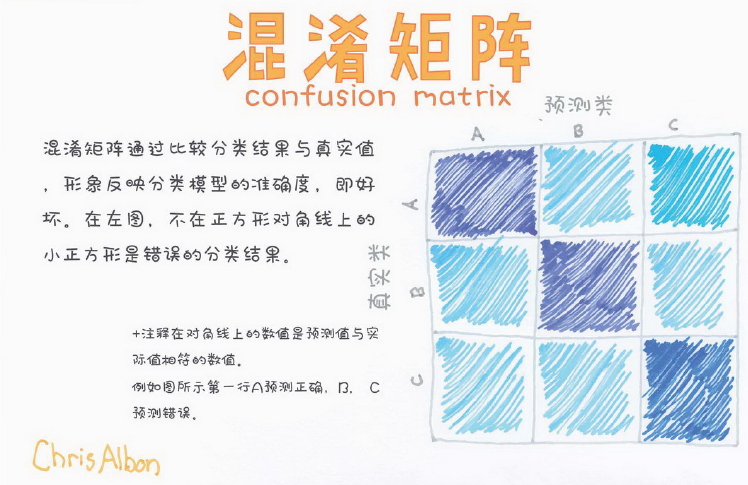 混淆矩阵
confusion matrix
预测类
A B C
混淆矩阵通过比较分类结果与真实值
，形象反映分类模型的准确度，即好
坏。在左图，不在正方形对角线上的
小正方形是错误的分类结果。
真实类
A
B
C
+注释在对角线上的数值是预测值与实
际值相符的数值。
例如图所示第一行A预测正确，B， C
预测错误。
Chris Albon